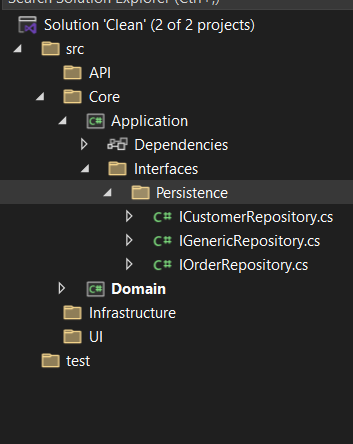 Search Solution Explorer (Ctrl+;)
Solution 'Clean' (2 of 2 projects)
src
API
Core
Application
Dependencies
Interfaces
Persistence
ICustomerRepository.cs
IGenericRepository.cs
IOrderRepository.cs
Domain
Infrastructure
UI
test